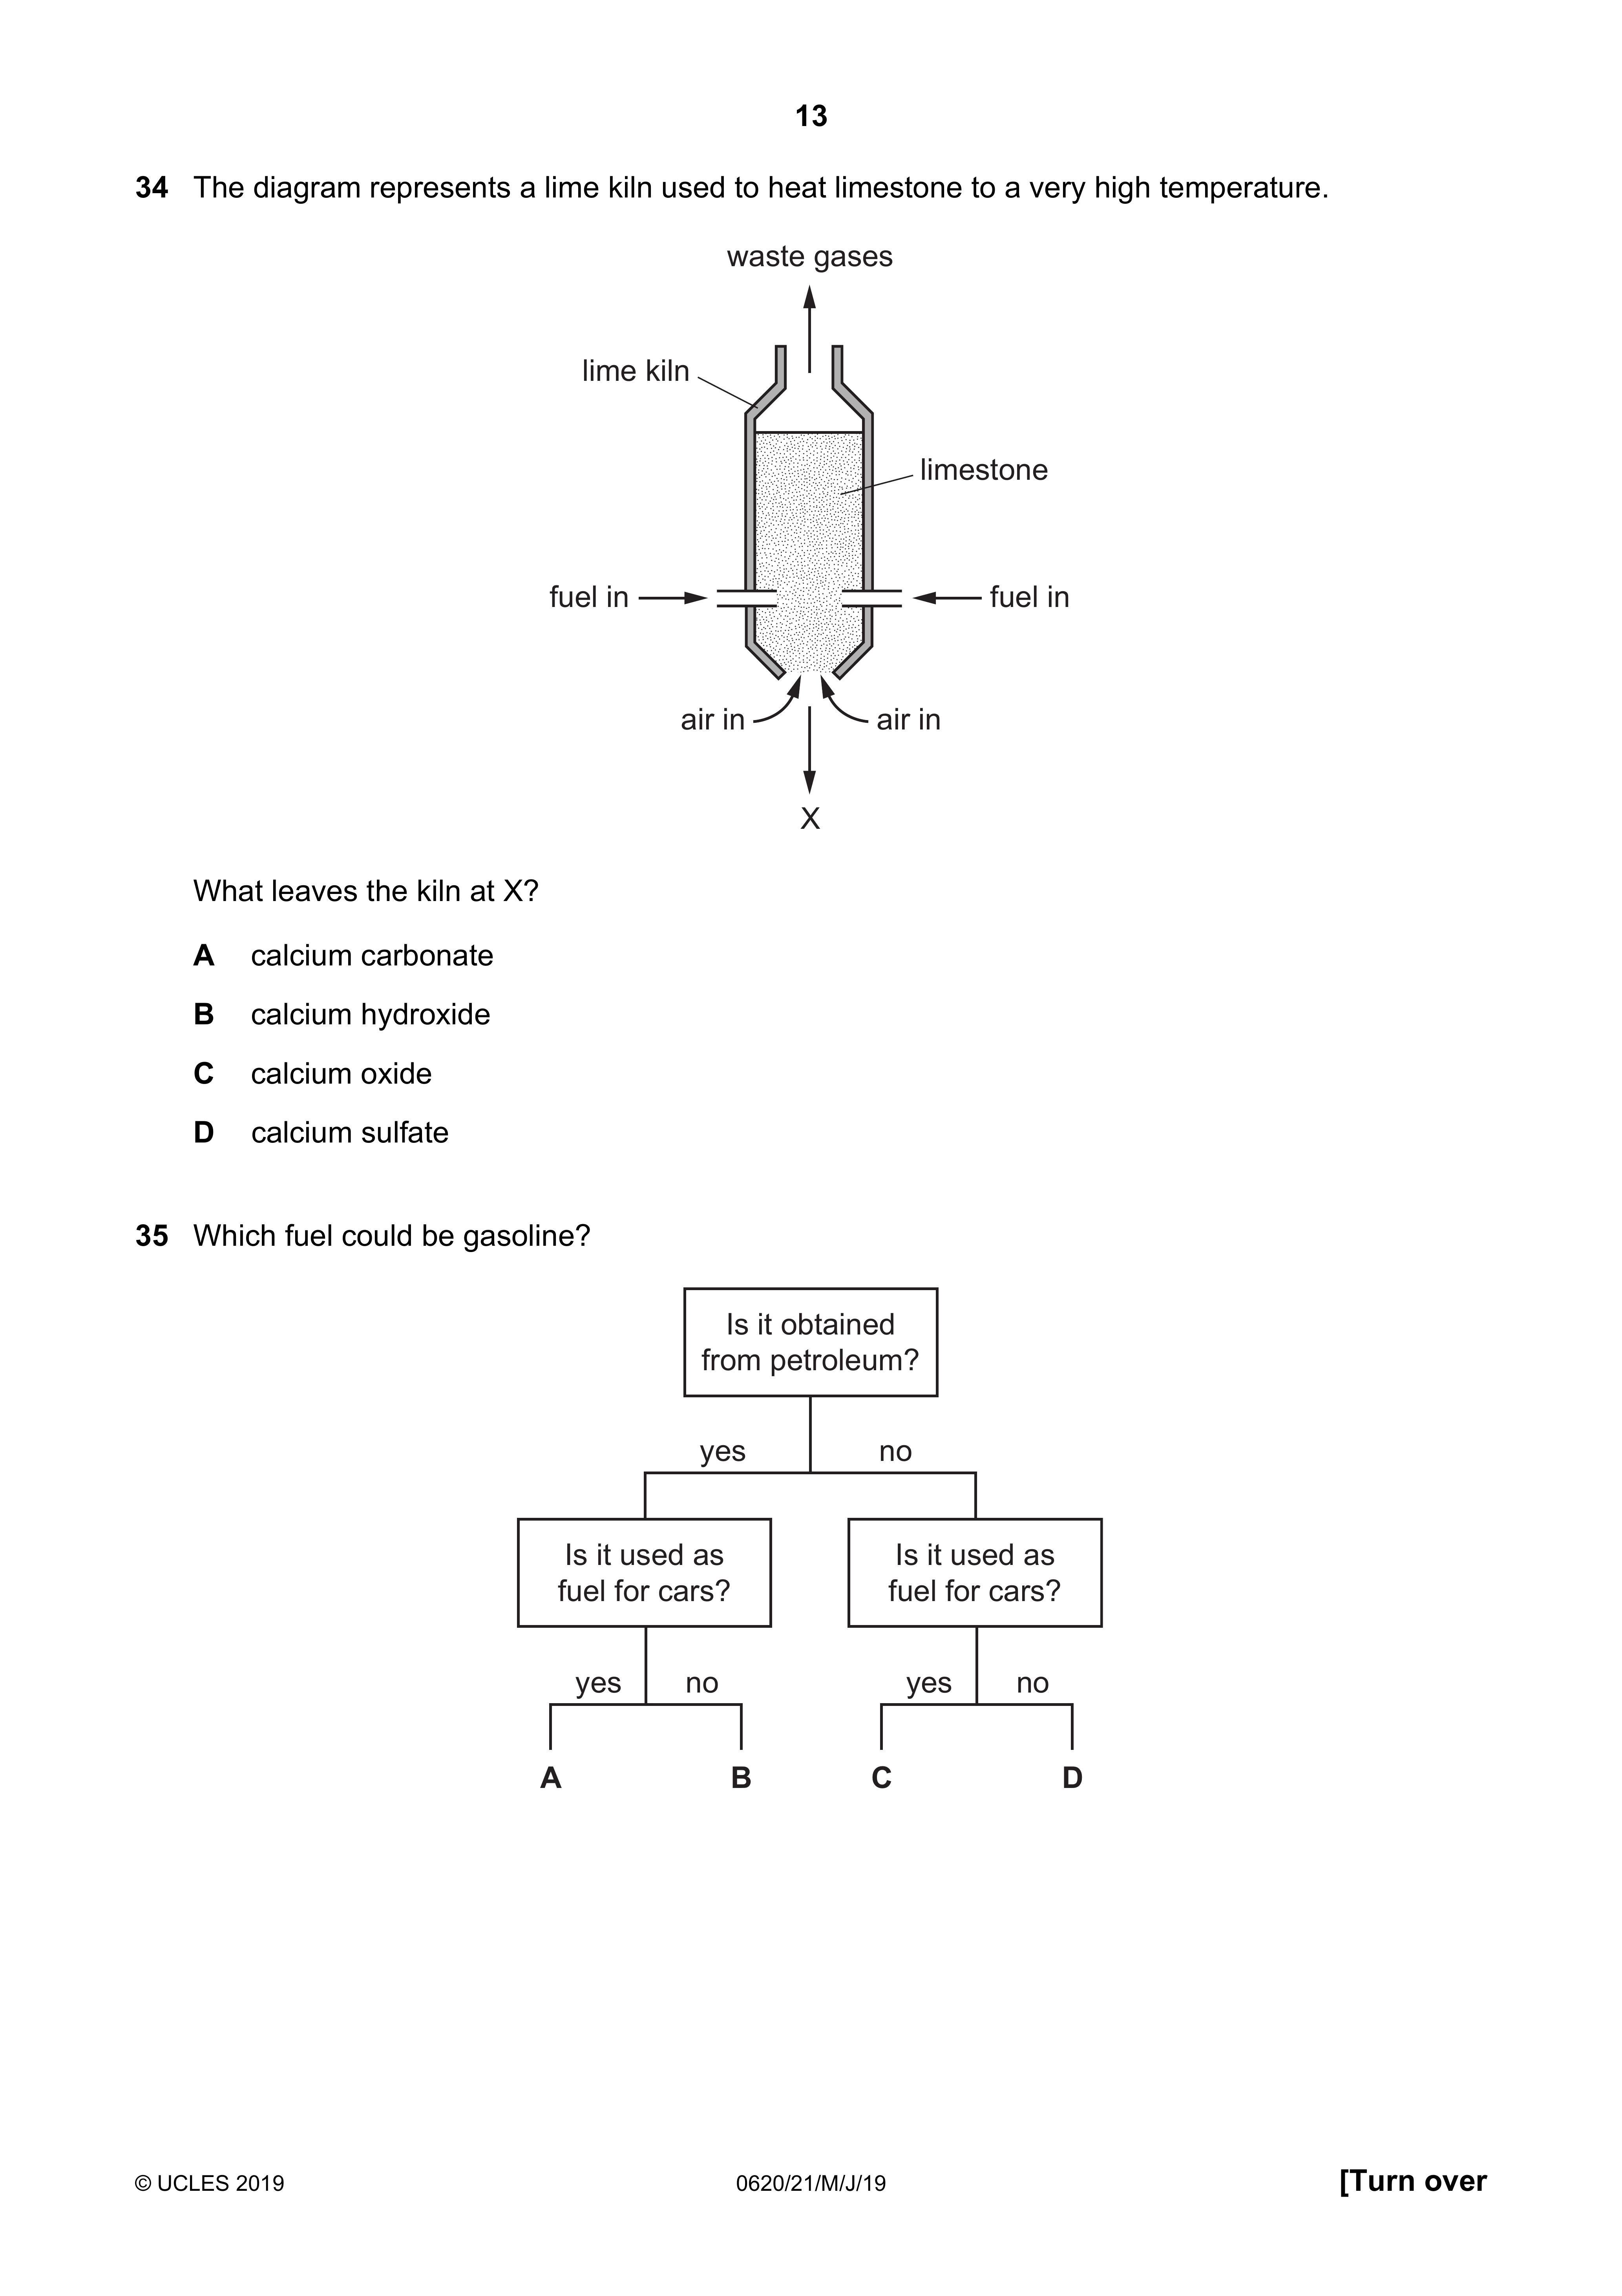 13
34 The diagram represents a lime kiln used to heat limestone to a very high temperature.
waste gases
lime kiln
limestone
fuel in
fuel in
air in
air in
X
What leaves the kiln at X?
A calcium carbonate
B calcium hydroxide
C calcium oxide
D calcium sulfate
35 Which fuel could be gasoline?
Is it obtained
from petroleum?
yes
no
Is it used as
fuel for cars?
Is it used as
fuel for cars?
yes
no
yes
no
A
B
C
D
© UCLES 2019
0620/21/M/J/19
[Turn over